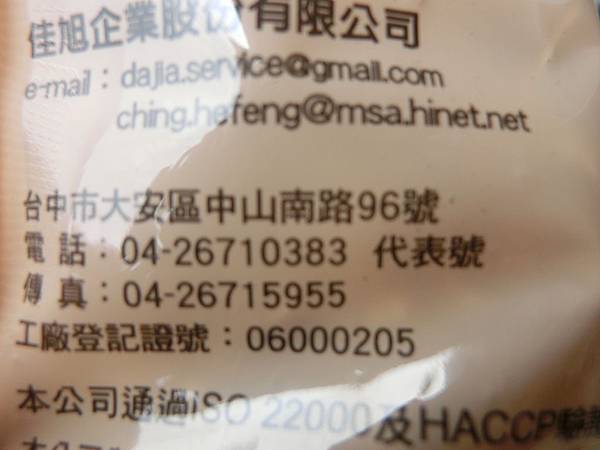 佳旭企業股份有限公司
e-mail：dajia.service@gmail.com
ching.hefeng@msa.hinet.net
台中市大安區中山南路96號
電話：04-26710383 代表號
傳真：04-26715955
工廠登記證號：06000205
本公司通過ISO 22000及HACCP驗